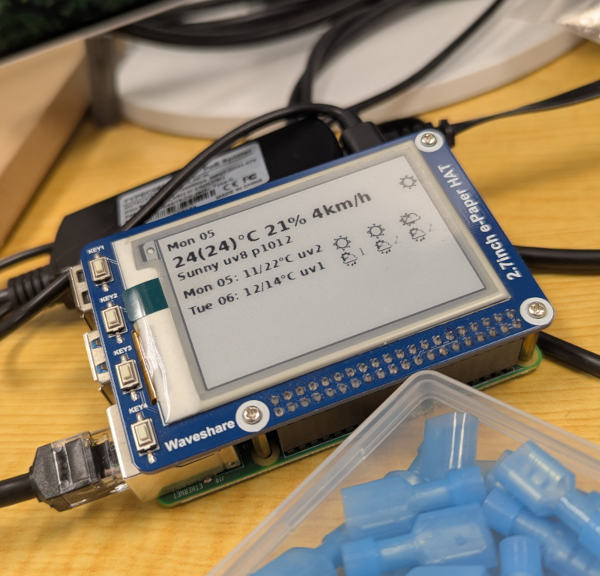 Mon 05
24(24)°C 21% 4km/h
Sunny uv8 p1012
Mon 05: 11/22°C uv2
Tue 06: 12/14°C uv1
KEY1
KEY2
KEY3
KEY4
Waveshare
2.7inch e-Paper HAT
ETHERNET